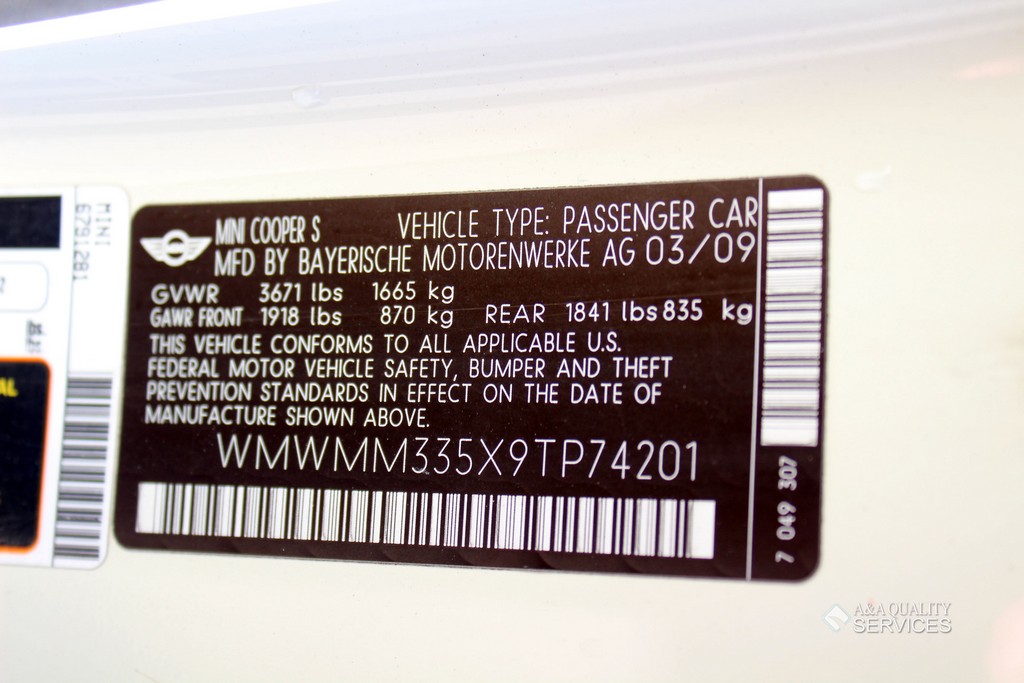 MINI
6791281
lbs.
AL
MINI COOPER S VEHICLE TYPE: PASSENGER CAR
MFD BY BAYERISCHE MOTORENWERKE AG 03/09
GVWR 3671 lbs 1665 kg
GAWR FRONT 1918 lbs 870 kg REAR 1841 lbs 835 kg
THIS VEHICLE CONFORMS TO ALL APPLICABLE U.S.
FEDERAL MOTOR VEHICLE SAFETY, BUMPER AND THEFT
PREVENTION STANDARDS IN EFFECT ON THE DATE OF
MANUFACTURE SHOWN ABOVE.
WMWMM335X9TP74201
7 049 307
A&A QUALITY
SERVICES